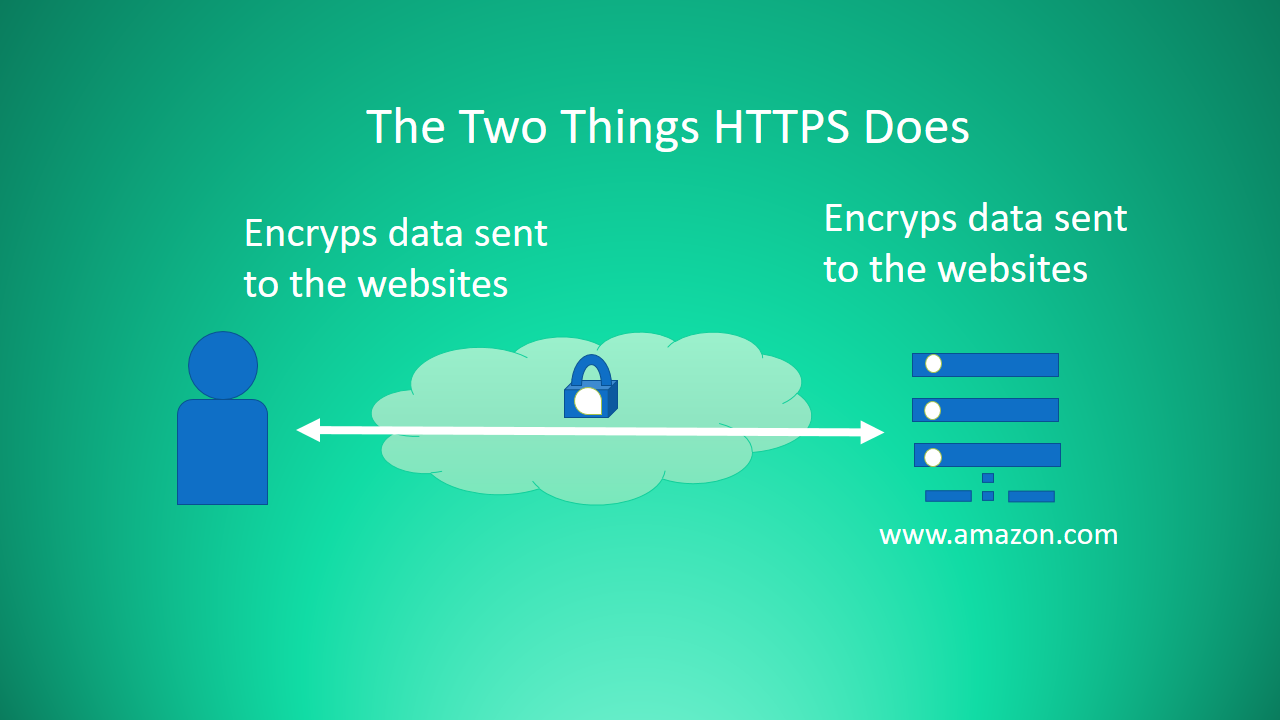 The Two Things HTTPS Does
Encryps data sent
to the websites
Encryps data sent
to the websites
www.amazon.com